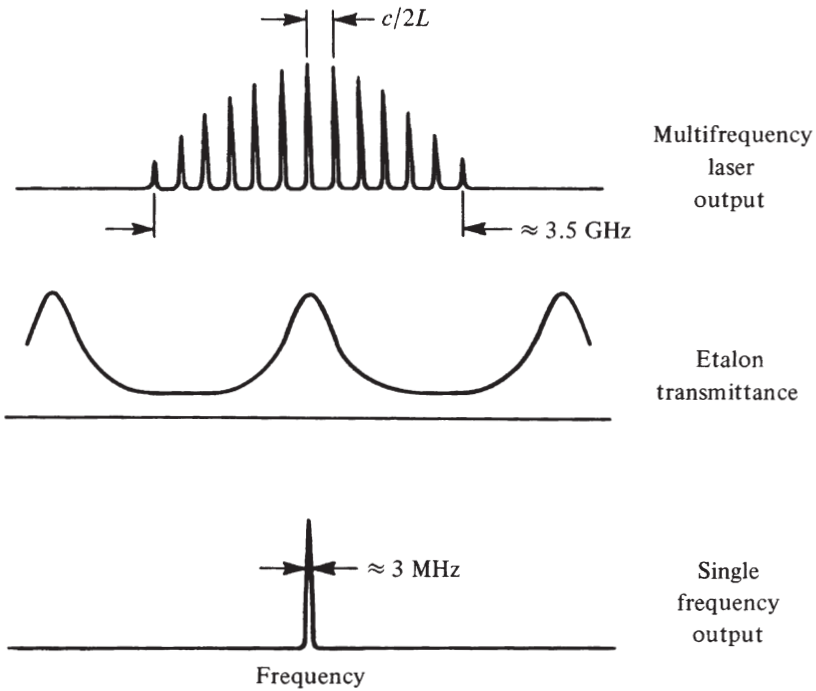 c/2L
Multifrequency
laser
output
≈ 3.5 GHz
Etalon
transmittance
≈ 3 MHz
Single
frequency
output
Frequency